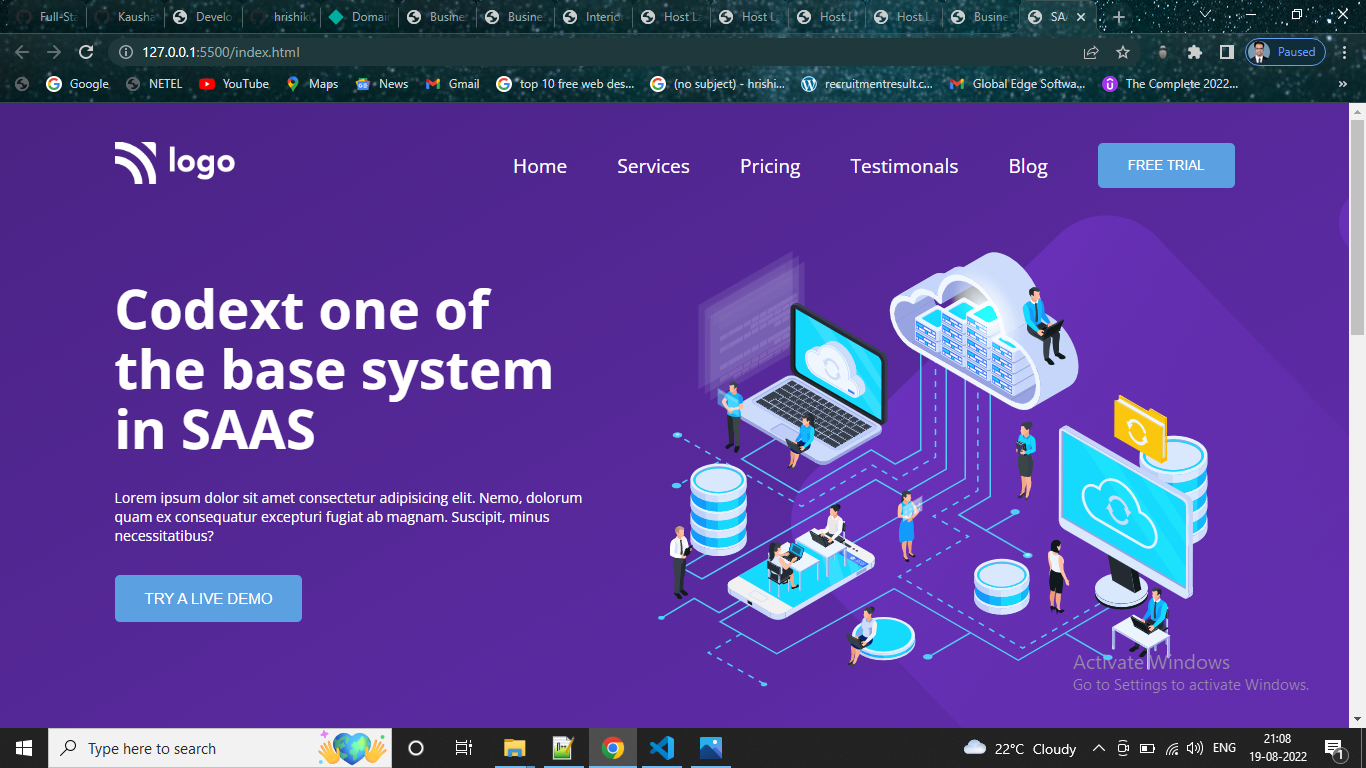 Full-Sta
Kausha
Develo
hrishik
Domai
Busine
Busine
Interio
Host L
Host L
Host L
Host L
Busine
SAA
127.0.0.1:5500/index.html
Paused
Google
NETEL
YouTube
Maps
News
Gmail
top 10 free web des...
(no subject) - hrishi...
recruitmentresult.c...
Global Edge Softwa...
The Complete 2022...
»
logo
Home
Services
Pricing
Testimonals
Blog
FREE TRIAL
Codext one of
the base system
in SAAS
Lorem ipsum dolor sit amet consectetur adipisicing elit. Nemo, dolorum
quam ex consequatur excepturi fugiat ab magnam. Suscipit, minus
necessitatibus?
TRY A LIVE DEMO
Activate Windows
Go to Settings to activate Windows.
Type here to search
22°C Cloudy
ENG
21:08
19-08-2022
1